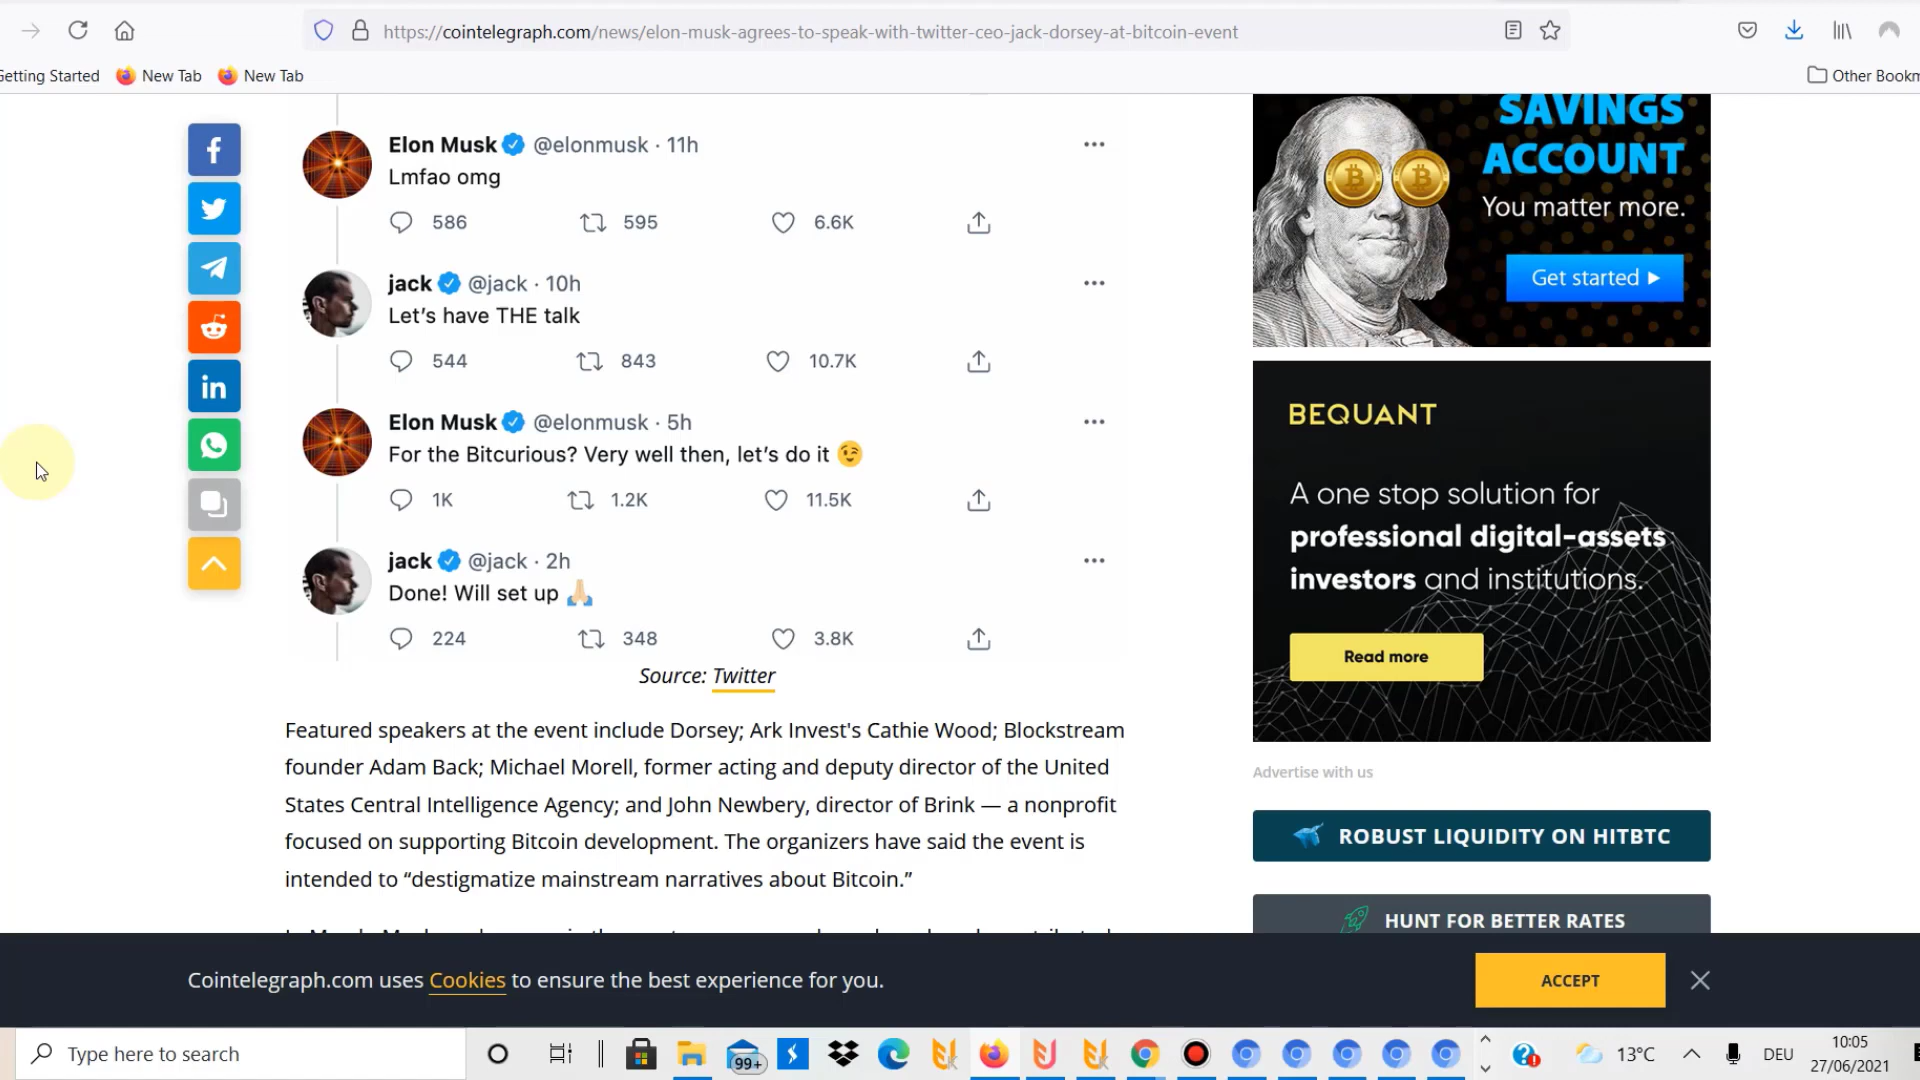 https://cointelegraph.com/news/elon-musk-agrees-to-speak-with-twitter-ceo-jack-dorsey-at-bitcoin-event
Getting Started
New Tab
New Tab
Other Bookm
Elon Musk @elonmusk · 11h
Lmfao omg
586
595
6.6K
jack @jack · 10h
Let's have THE talk
544
843
10.7K
Elon Musk @elonmusk · 5h
For the Bitcurious? Very well then, let's do it 😉
1K
1.2K
11.5K
jack @jack · 2h
Done! Will set up 🙏🏼
224
348
3.8K
Source: Twitter
Featured speakers at the event include Dorsey; Ark Invest's Cathie Wood; Blockstream
founder Adam Back; Michael Morell, former acting and deputy director of the United
States Central Intelligence Agency; and John Newbery, director of Brink — a nonprofit
focused on supporting Bitcoin development. The organizers have said the event is
intended to “destigmatize mainstream narratives about Bitcoin.”
SAVINGS
ACCOUNT
You matter more.
Get started
BEQUANT
A one stop solution for
professional digital-assets
investors and institutions.
Read more
Advertise with us
ROBUST LIQUIDITY ON HITBTC
HUNT FOR BETTER RATES
Cointelegraph.com uses Cookies to ensure the best experience for you.
ACCEPT
Type here to search
99+
13°C
DEU
10:05
27/06/2021